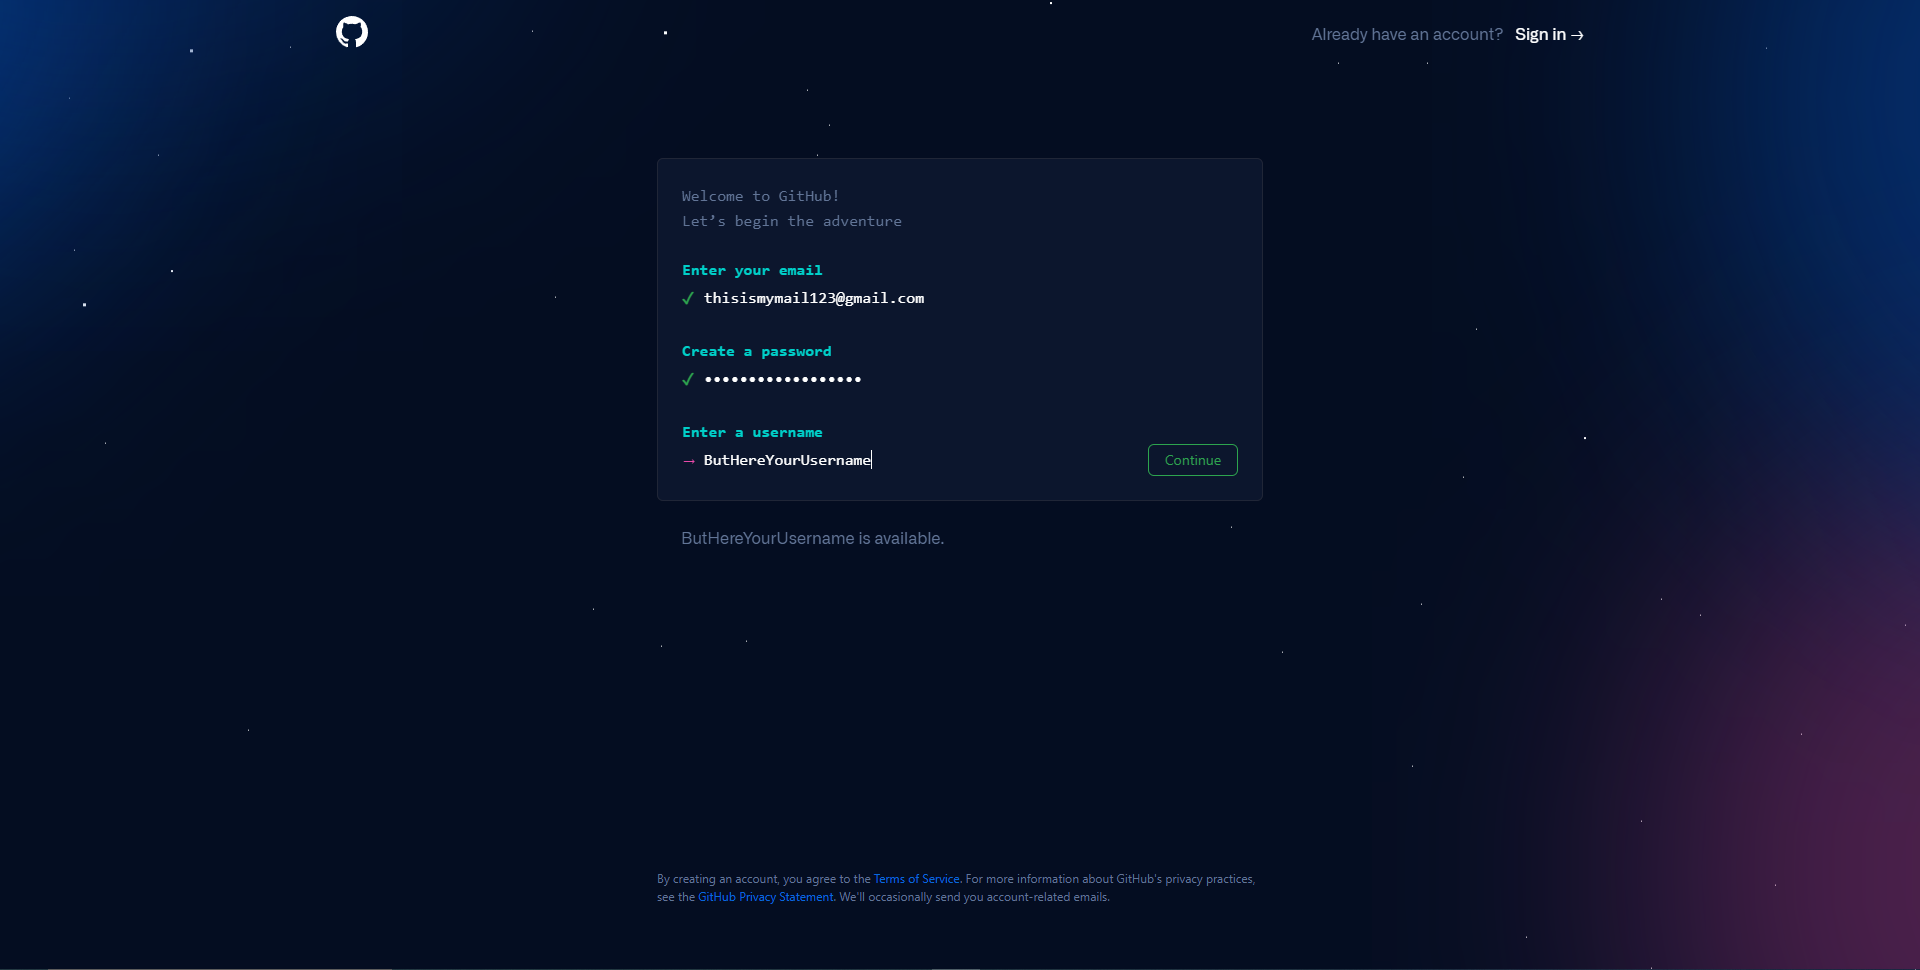 Already have an account? Sign in →
Welcome to GitHub!
Let’s begin the adventure
Enter your email
✓ thisismymail123@gmail.com
Create a password
✓ ••••••••••••••••••
Enter a username
→ ButHereYourUsername
Continue
ButHereYourUsername is available.
By creating an account, you agree to the Terms of Service. For more information about GitHub's privacy practices,
see the GitHub Privacy Statement. We'll occasionally send you account-related emails.